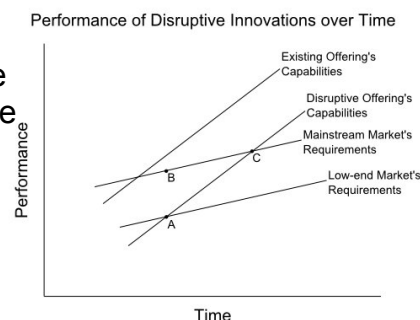 Performance of Disruptive Innovations over Time
Existing Offering's
Capabilities
Disruptive Offering's
Capabilities
Mainstream Market's
Requirements
Low-end Market's
Requirements
B
C
A
Performance
Time
e
e